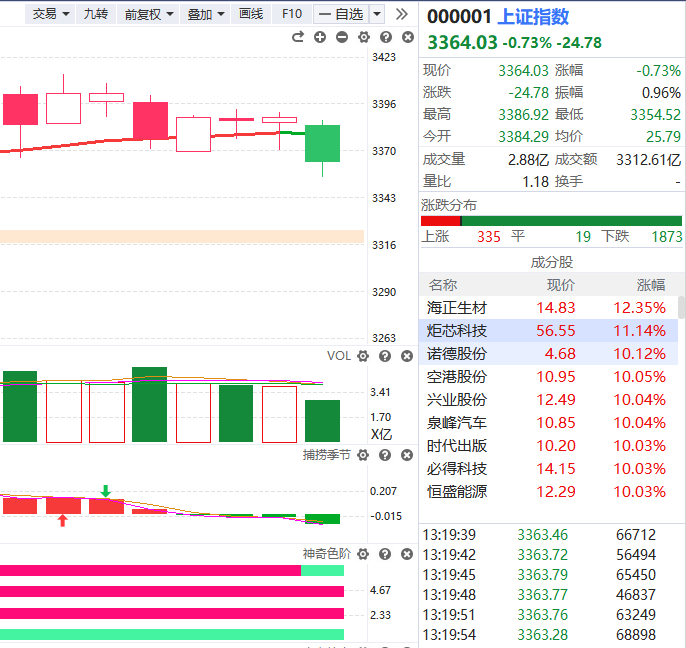 交易 九转 前复权 叠加 画线 F10 一 自选
3423
3396
3370
3343
3316
3290
3263
VOL
3.41
1.70
X亿
捕捞季节
0.207
-0.015
神奇色阶
4.67
2.33
000001 上证指数
3364.03 -0.73% -24.78
现价 3364.03 涨幅 -0.73%
涨跌 -24.78 振幅 0.96%
最高 3386.92 最低 3354.52
今开 3384.29 均价 25.79
成交量 2.88亿 成交额 3312.61亿
量比 1.18 换手 -
涨跌分布
上涨 335 平 19 下跌 1873
成分股
名称 现价 涨幅
海正生材 14.83 12.35%
炬芯科技 56.55 11.14%
诺德股份 4.68 10.12%
空港股份 10.95 10.05%
兴业股份 12.49 10.04%
泉峰汽车 10.85 10.04%
时代出版 10.20 10.03%
必得科技 14.15 10.03%
恒盛能源 12.29 10.03%
13:19:39 3363.46 66712
13:19:42 3363.72 56494
13:19:45 3363.79 65450
13:19:48 3363.77 46837
13:19:51 3363.76 63249
13:19:54 3363.28 68898